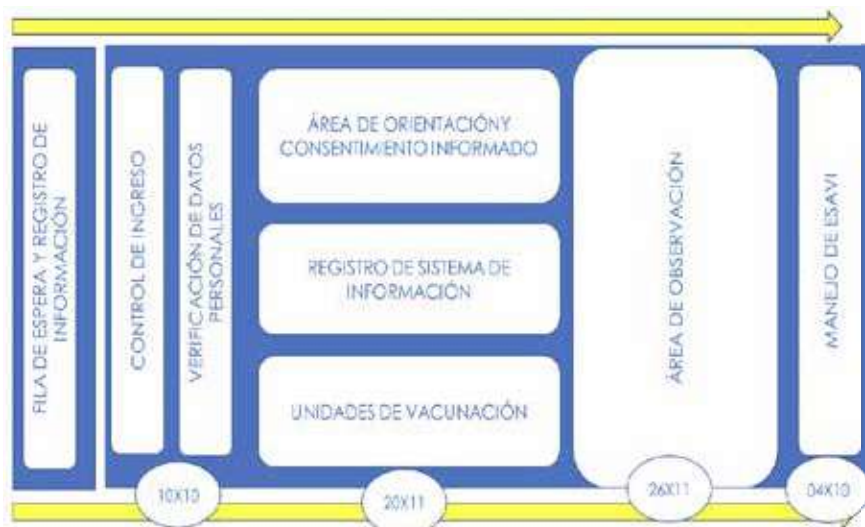 FILA DE ESPERA Y REGISTRO DE
INFORMACIÓN
CONTROL DE INGRESO
VERIFICACIÓN DE DATOS
PERSONALES
ÁREA DE ORIENTACIÓN Y
CONSENTIMIENTO INFORMADO
REGISTRO DE SISTEMA DE
INFORMACIÓN
UNIDADES DE VACUNACIÓN
ÁREA DE OBSERVACIÓN
MANEJO DE ESAVI
10X10
20X11
26X11
04X10